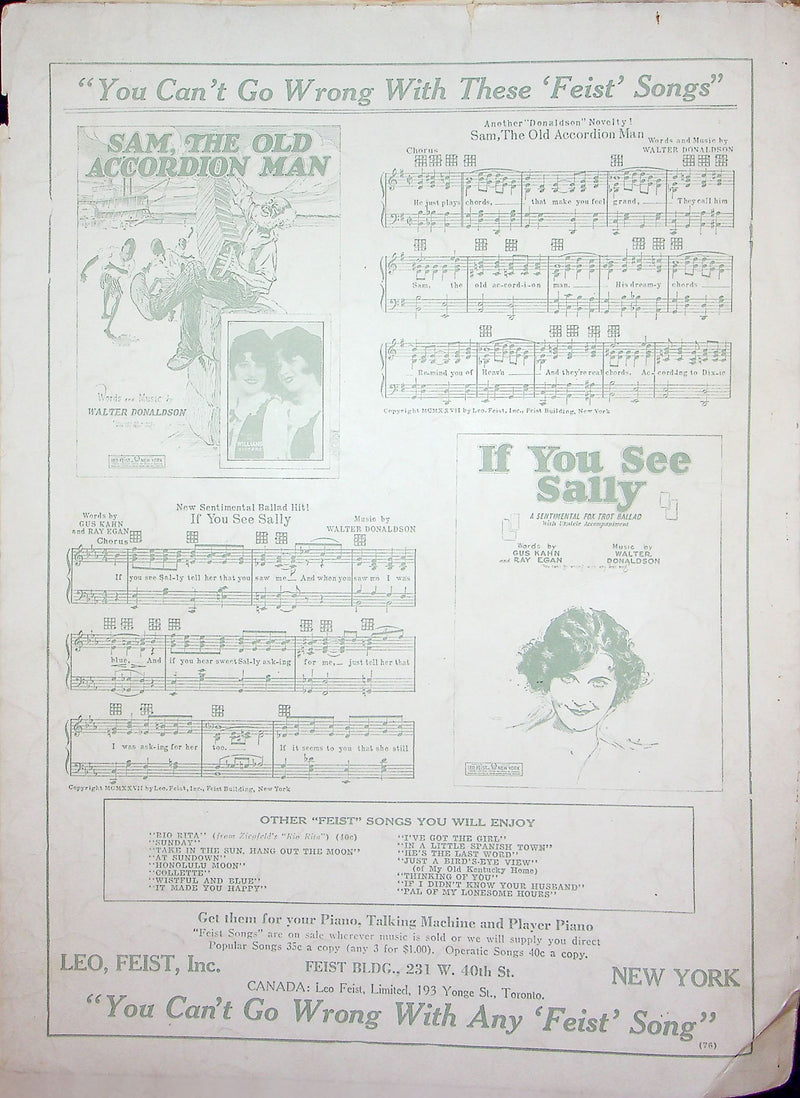 "You Can't Go Wrong With These 'Feist' Songs"
SAM, THE OLD
ACCORDION MAN
Words and Music by
WALTER DONALDSON
WILLIAMS
SISTERS
LEO FEIST NEW YORK
Another "Donaldson" Novelty!
Sam, The Old Accordion Man
Words and Music by
WALTER DONALDSON
Chorus
He just plays chords, that make you feel grand, They call him
Sam, the old ac-cord-i-on man. His dream-y chords
Re-mind you of Heav'n And they're real chords, Ac-cord-ing to Dix-ie
Copyright MCMXXVII by Leo. Feist, Inc., Feist Building, New York
New Sentimental Ballad Hit!
If You See Sally
Words by
GUS KAHN
and RAY EGAN
Music by
WALTER DONALDSON
Chorus
If you see Sal-ly tell her that you saw me And when you saw me I was
blue, And if you hear sweet Sal-ly ask-ing for me, just tell her that
I was ask-ing for her too. If it seems to you that she still
Copyright MCMXXVII by Leo. Feist, Inc., Feist Building, New York
If You See
Sally
A SENTIMENTAL FOX TROT BALLAD
With Ukulele Accompaniment
Words by
GUS KAHN
and RAY EGAN
Music by
WALTER
DONALDSON
LEO FEIST NEW YORK
OTHER "FEIST" SONGS YOU WILL ENJOY
"RIO RITA" (from Ziegfeld's "Rio Rita") (40c)
"SUNDAY"
"TAKE IN THE SUN, HANG OUT THE MOON"
"AT SUNDOWN"
"HONOLULU MOON"
"COLLETTE"
"WISTFUL AND BLUE"
"IT MADE YOU HAPPY"
"I'VE GOT THE GIRL"
"IN A LITTLE SPANISH TOWN"
"HE'S THE LAST WORD"
"JUST A BIRD'S-EYE VIEW"
(of My Old Kentucky Home)
"THINKING OF YOU"
"IF I DIDN'T KNOW YOUR HUSBAND"
"PAL OF MY LONESOME HOURS"
Get them for your Piano, Talking Machine and Player Piano
"Feist Songs" are on sale wherever music is sold or we will supply you direct
Popular Songs 35c a copy (any 3 for $1.00). Operatic Songs 40c a copy.
LEO, FEIST, Inc. FEIST BLDG., 231 W. 40th St. NEW YORK
CANADA: Leo Feist, Limited, 193 Yonge St., Toronto.
"You Can't Go Wrong With Any 'Feist' Song"
(76)